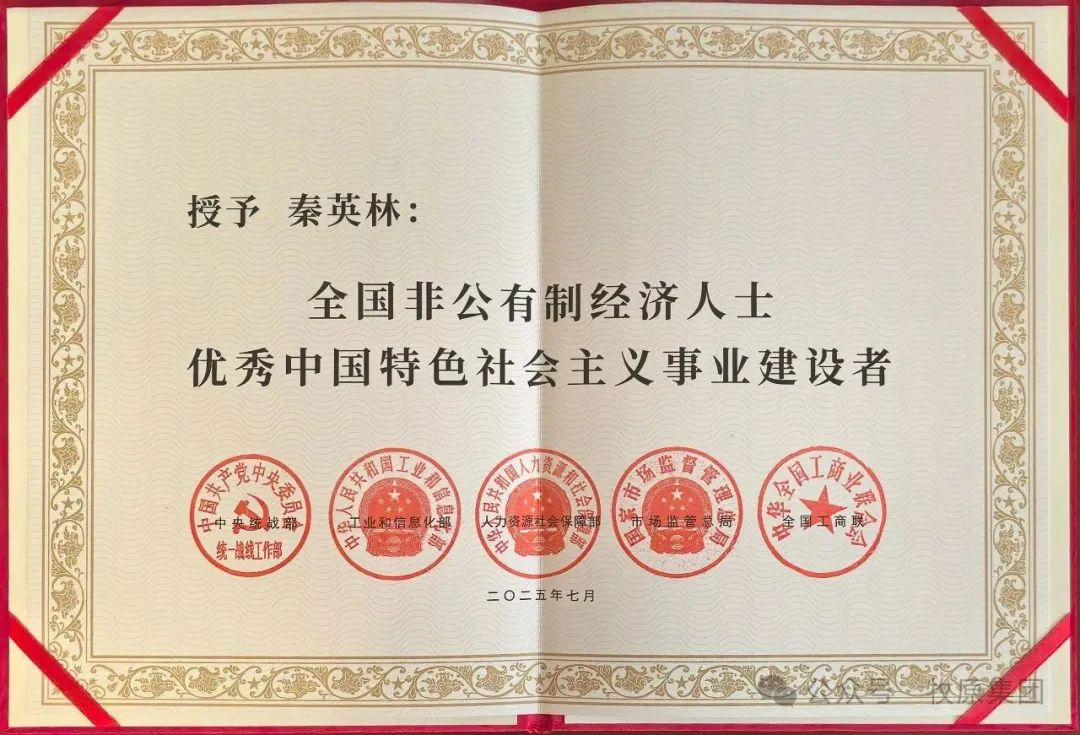 授予 秦英林:
全国非公有制经济人士
优秀中国特色社会主义事业建设者
中国共产党中央委员会
中央统战部
统一战线工作部
中华人民共和国工业和信息化部
工业和信息化部
中华人民共和国人力资源和社会保障部
人力资源社会保障部
国家市场监督管理总局
市场监管总局
中华全国工商业联合会
全国工商联
二〇二五年七月
公众号 牧原集团